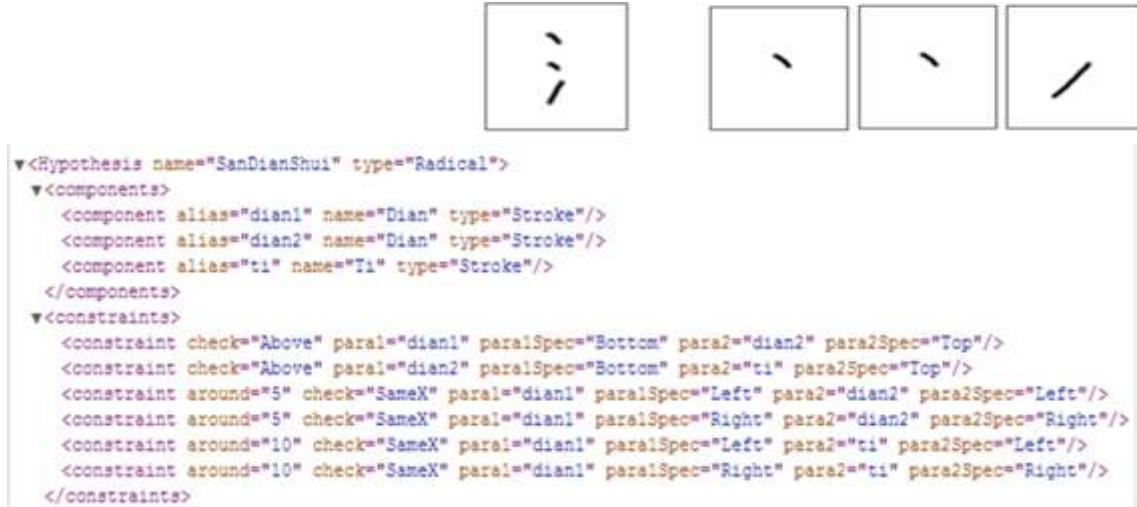 氵
▼<Hypothesis name="SanDianShui" type="Radical">
▼<components>
<component alias="dian1" name="Dian" type="Stroke"/>
<component alias="dian2" name="Dian" type="Stroke"/>
<component alias="ti" name="Ti" type="Stroke"/>
</components>
▼<constraints>
<constraint check="Above" para1="dian1" para1Spec="Bottom" para2="dian2" para2Spec="Top"/>
<constraint check="Above" para1="dian2" para1Spec="Bottom" para2="ti" para2Spec="Top"/>
<constraint around="5" check="SameX" para1="dian1" para1Spec="Left" para2="dian2" para2Spec="Left"/>
<constraint around="5" check="SameX" para1="dian1" para1Spec="Right" para2="dian2" para2Spec="Right"/>
<constraint around="10" check="SameX" para1="dian1" para1Spec="Left" para2="ti" para2Spec="Left"/>
<constraint around="10" check="SameX" para1="dian1" para1Spec="Right" para2="ti" para2Spec="Right"/>
</constraints>